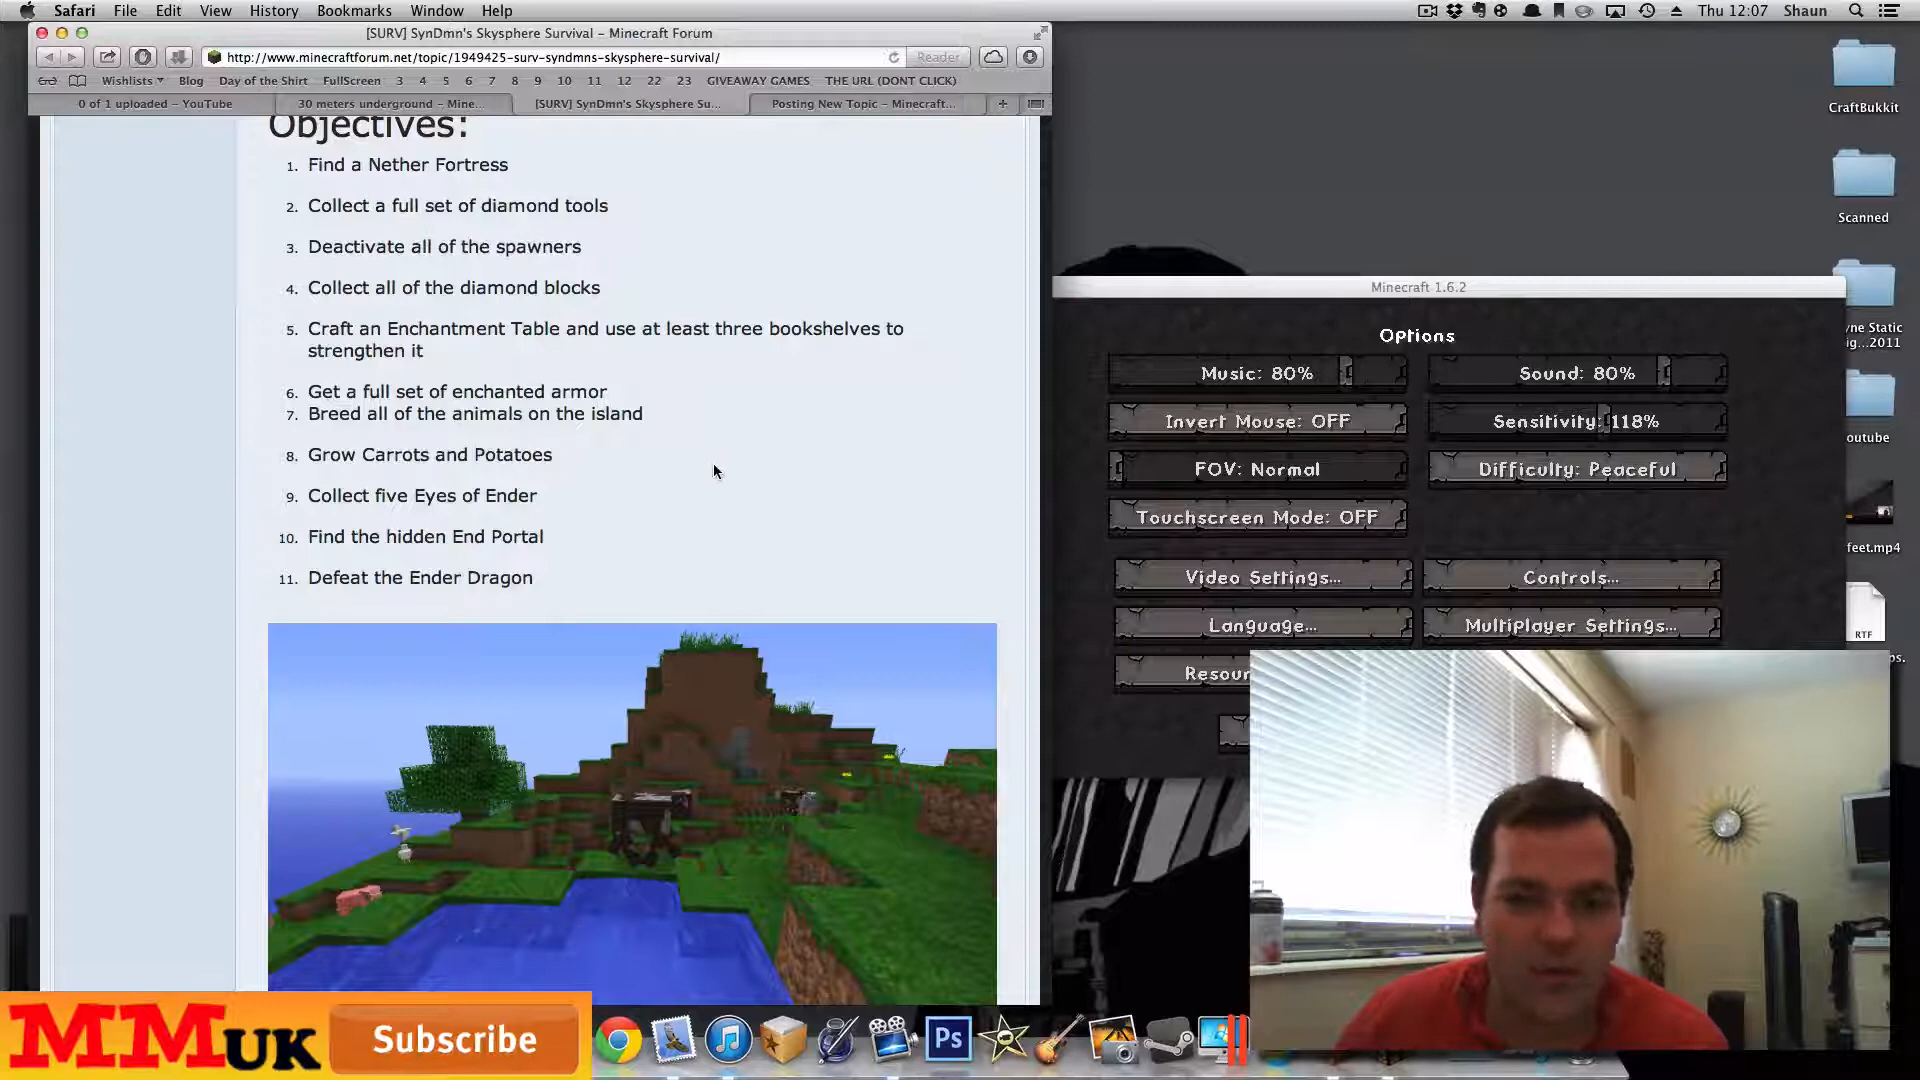 Safari File Edit View History Bookmarks Window Help
Thu 12:07 Shaun
[SURV] SynDmn's Skysphere Survival – Minecraft Forum
http://www.minecraftforum.net/topic/1949425-surv-syndmns-skysphere-survival/
Reader
Wishlists Blog Day of the Shirt FullScreen 3 4 5 6 7 8 9 10 11 12 22 23 GIVEAWAY GAMES THE URL (DONT CLICK)
0 of 1 uploaded – YouTube
30 meters underground – Mine...
[SURV] SynDmn's Skysphere Su...
Posting New Topic – Minecraft...
Objectives:
1. Find a Nether Fortress
2. Collect a full set of diamond tools
3. Deactivate all of the spawners
4. Collect all of the diamond blocks
5. Craft an Enchantment Table and use at least three bookshelves to
strengthen it
6. Get a full set of enchanted armor
7. Breed all of the animals on the island
8. Grow Carrots and Potatoes
9. Collect five Eyes of Ender
10. Find the hidden End Portal
11. Defeat the Ender Dragon
Minecraft 1.6.2
Options
Music: 80%
Sound: 80%
Invert Mouse: OFF
Sensitivity: 118%
FOV: Normal
Difficulty: Peaceful
Touchscreen Mode: OFF
Video Settings...
Controls...
Language...
Multiplayer Settings...
Resour
CraftBukkit
Scanned
yne Static
ig...2011
outube
feet.mp4
RTF
ps.
MMUK
Subscribe
Ps